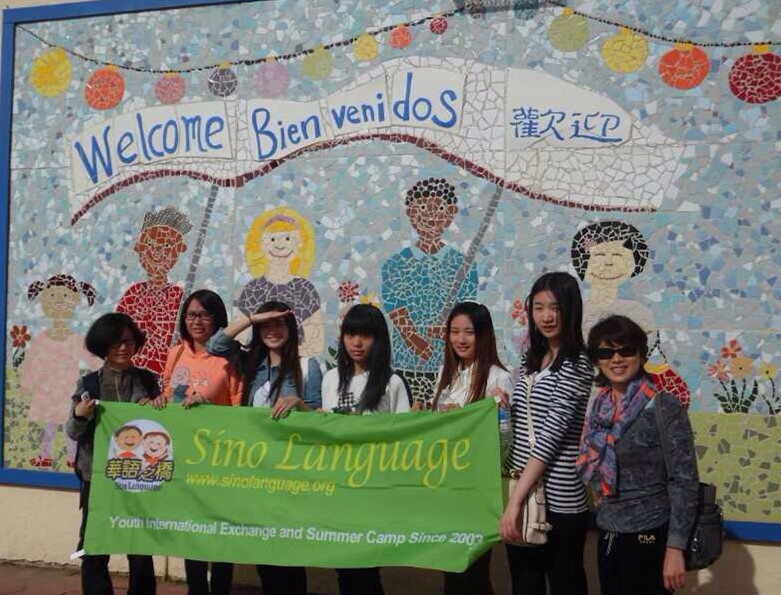 Welcome Bienvenidos 歡迎
Sino Language
www.sinolanguage.org
華語之橋
Sino Language
Youth International Exchange and Summer Camp Since 2002
FILA